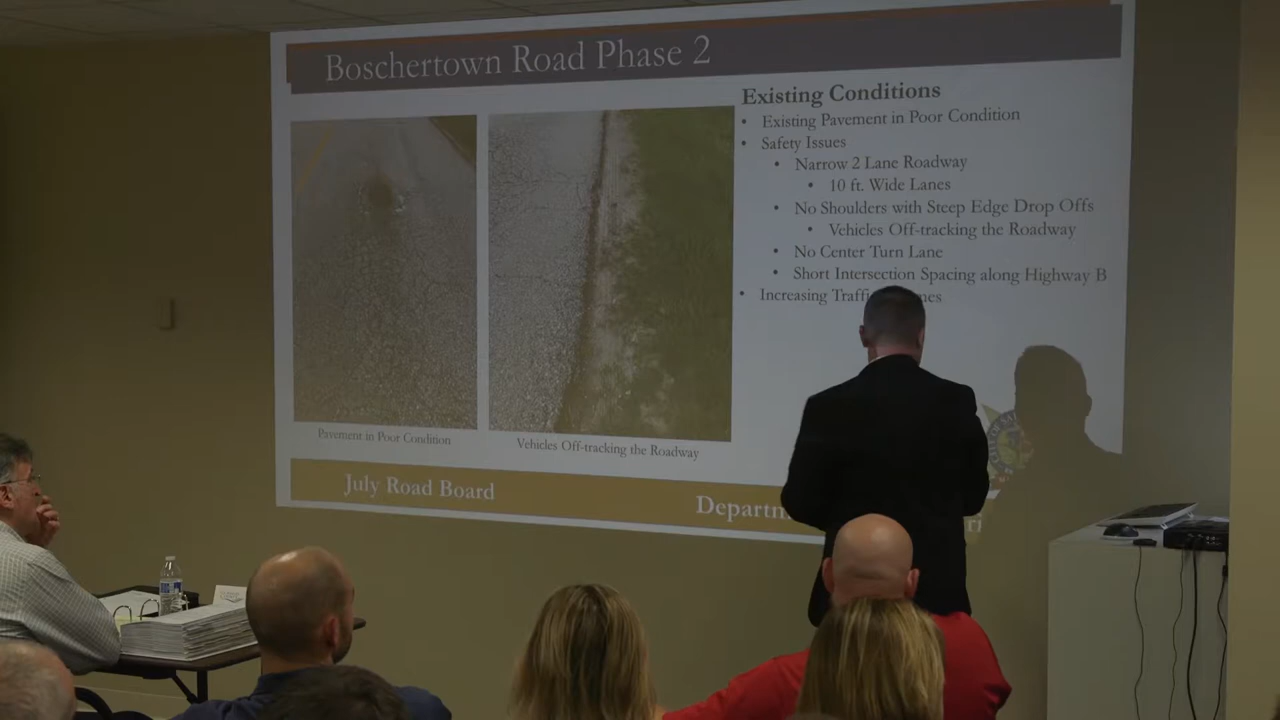 Boschertown Road Phase 2
Existing Conditions
• Existing Pavement in Poor Condition
• Safety Issues
• Narrow 2 Lane Roadway
• 10 ft. Wide Lanes
• No Shoulders with Steep Edge Drop Offs
• Vehicles Off-tracking the Roadway
• No Center Turn Lane
• Short Intersection Spacing along Highway B
• Increasing
Pavement in Poor Condition
Vehicles Off-tracking the Roadway
July Road Board